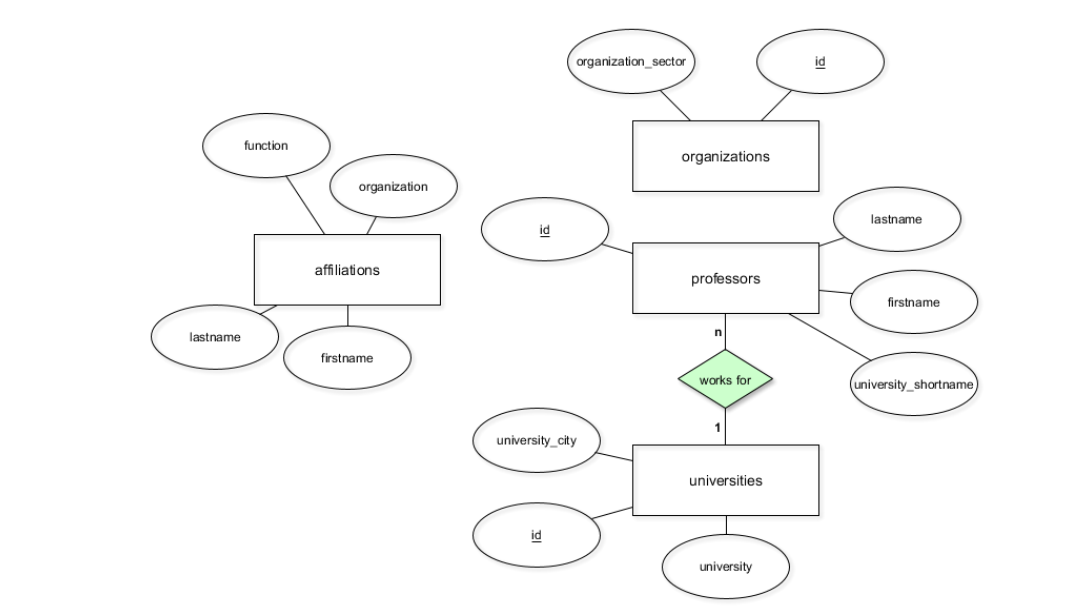 organization_sector
id
function
organization
organizations
affiliations
id
lastname
professors
firstname
lastname
firstname
n
works for
university_shortname
1
university_city
universities
id
university